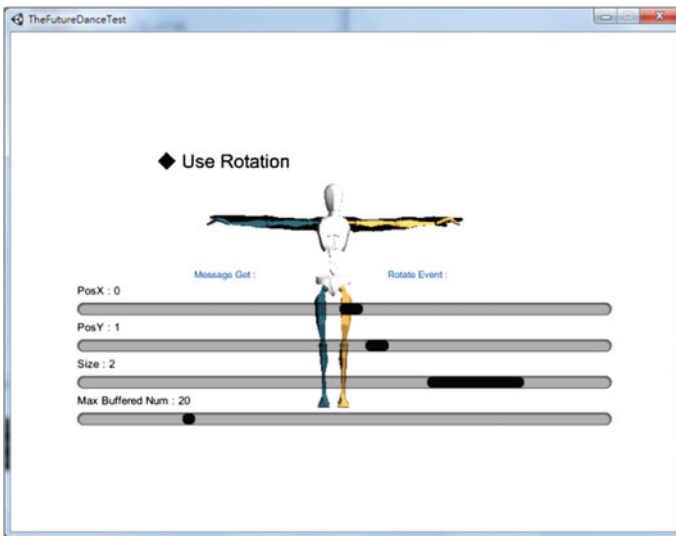 TheFutureDanceTest
Use Rotation
Message Get :
Rotate Event :
PosX : 0
PosY : 1
Size : 2
Max Buffered Num : 20